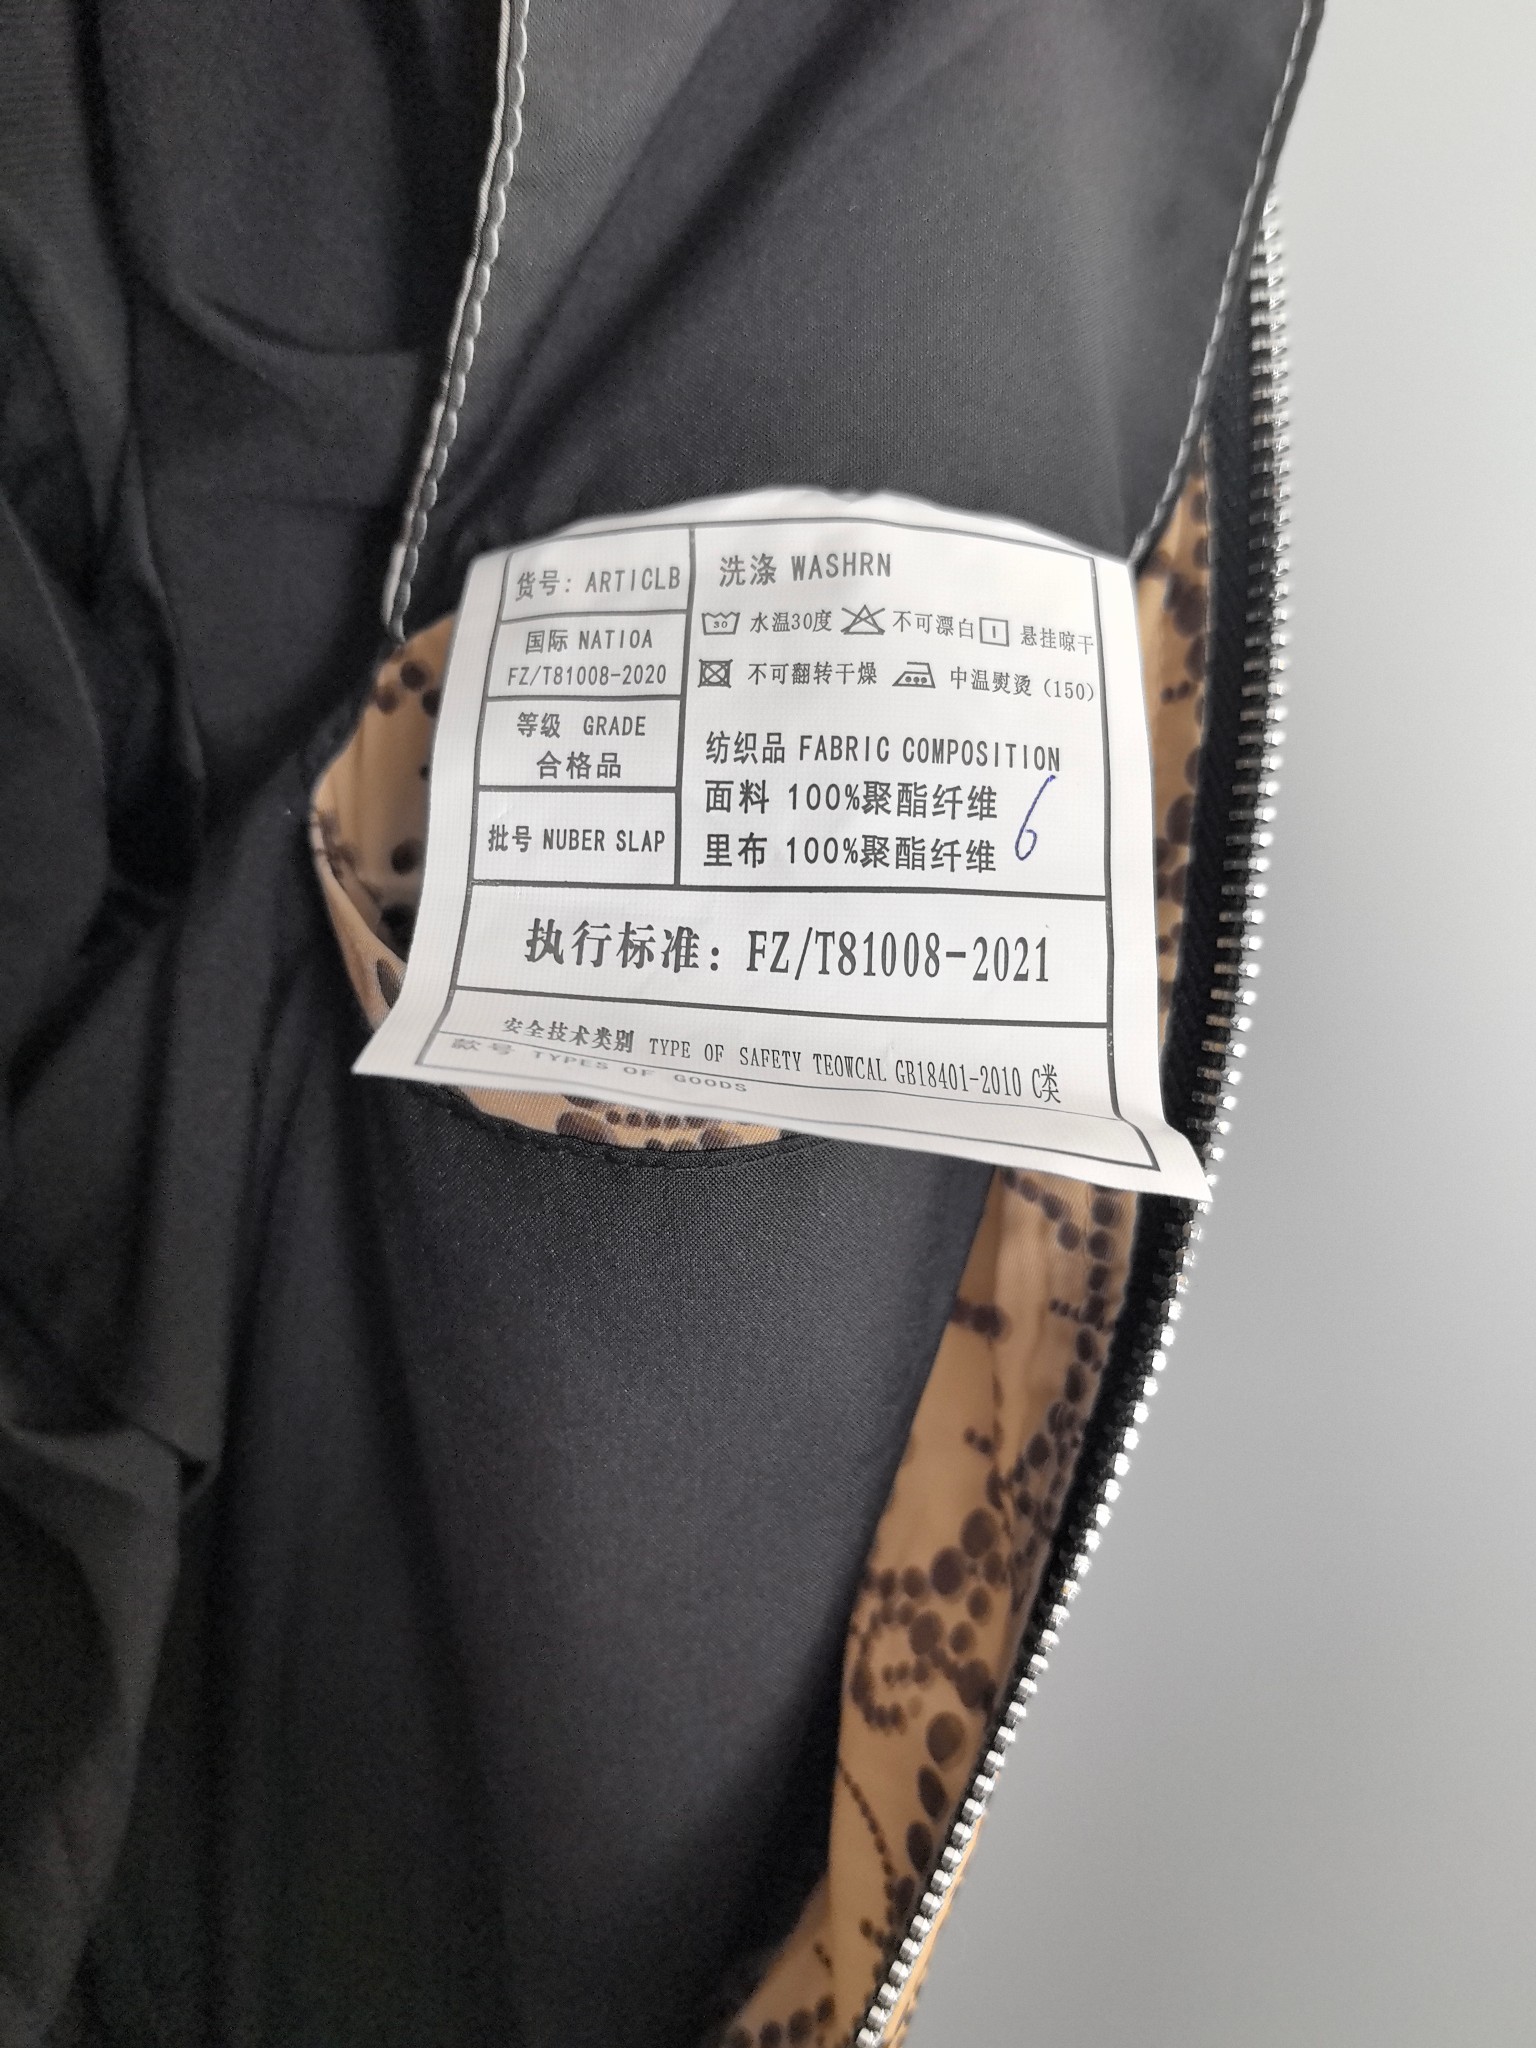 货号: ARTICLB
国际 NATIOA
FZ/T81008-2020
等级 GRADE
合格品
批号 NUBER SLAP
洗涤 WASHRN
30 水温30度 不可漂白 悬挂晾干
不可翻转干燥 中温熨烫 (150)
纺织品 FABRIC COMPOSITION
面料 100%聚酯纤维
里布 100%聚酯纤维
6
执行标准: FZ/T81008-2021
安全技术类别 TYPE OF SAFETY TEOWCAL GB18401-2010 C类
款号 TYPES OF GOODS